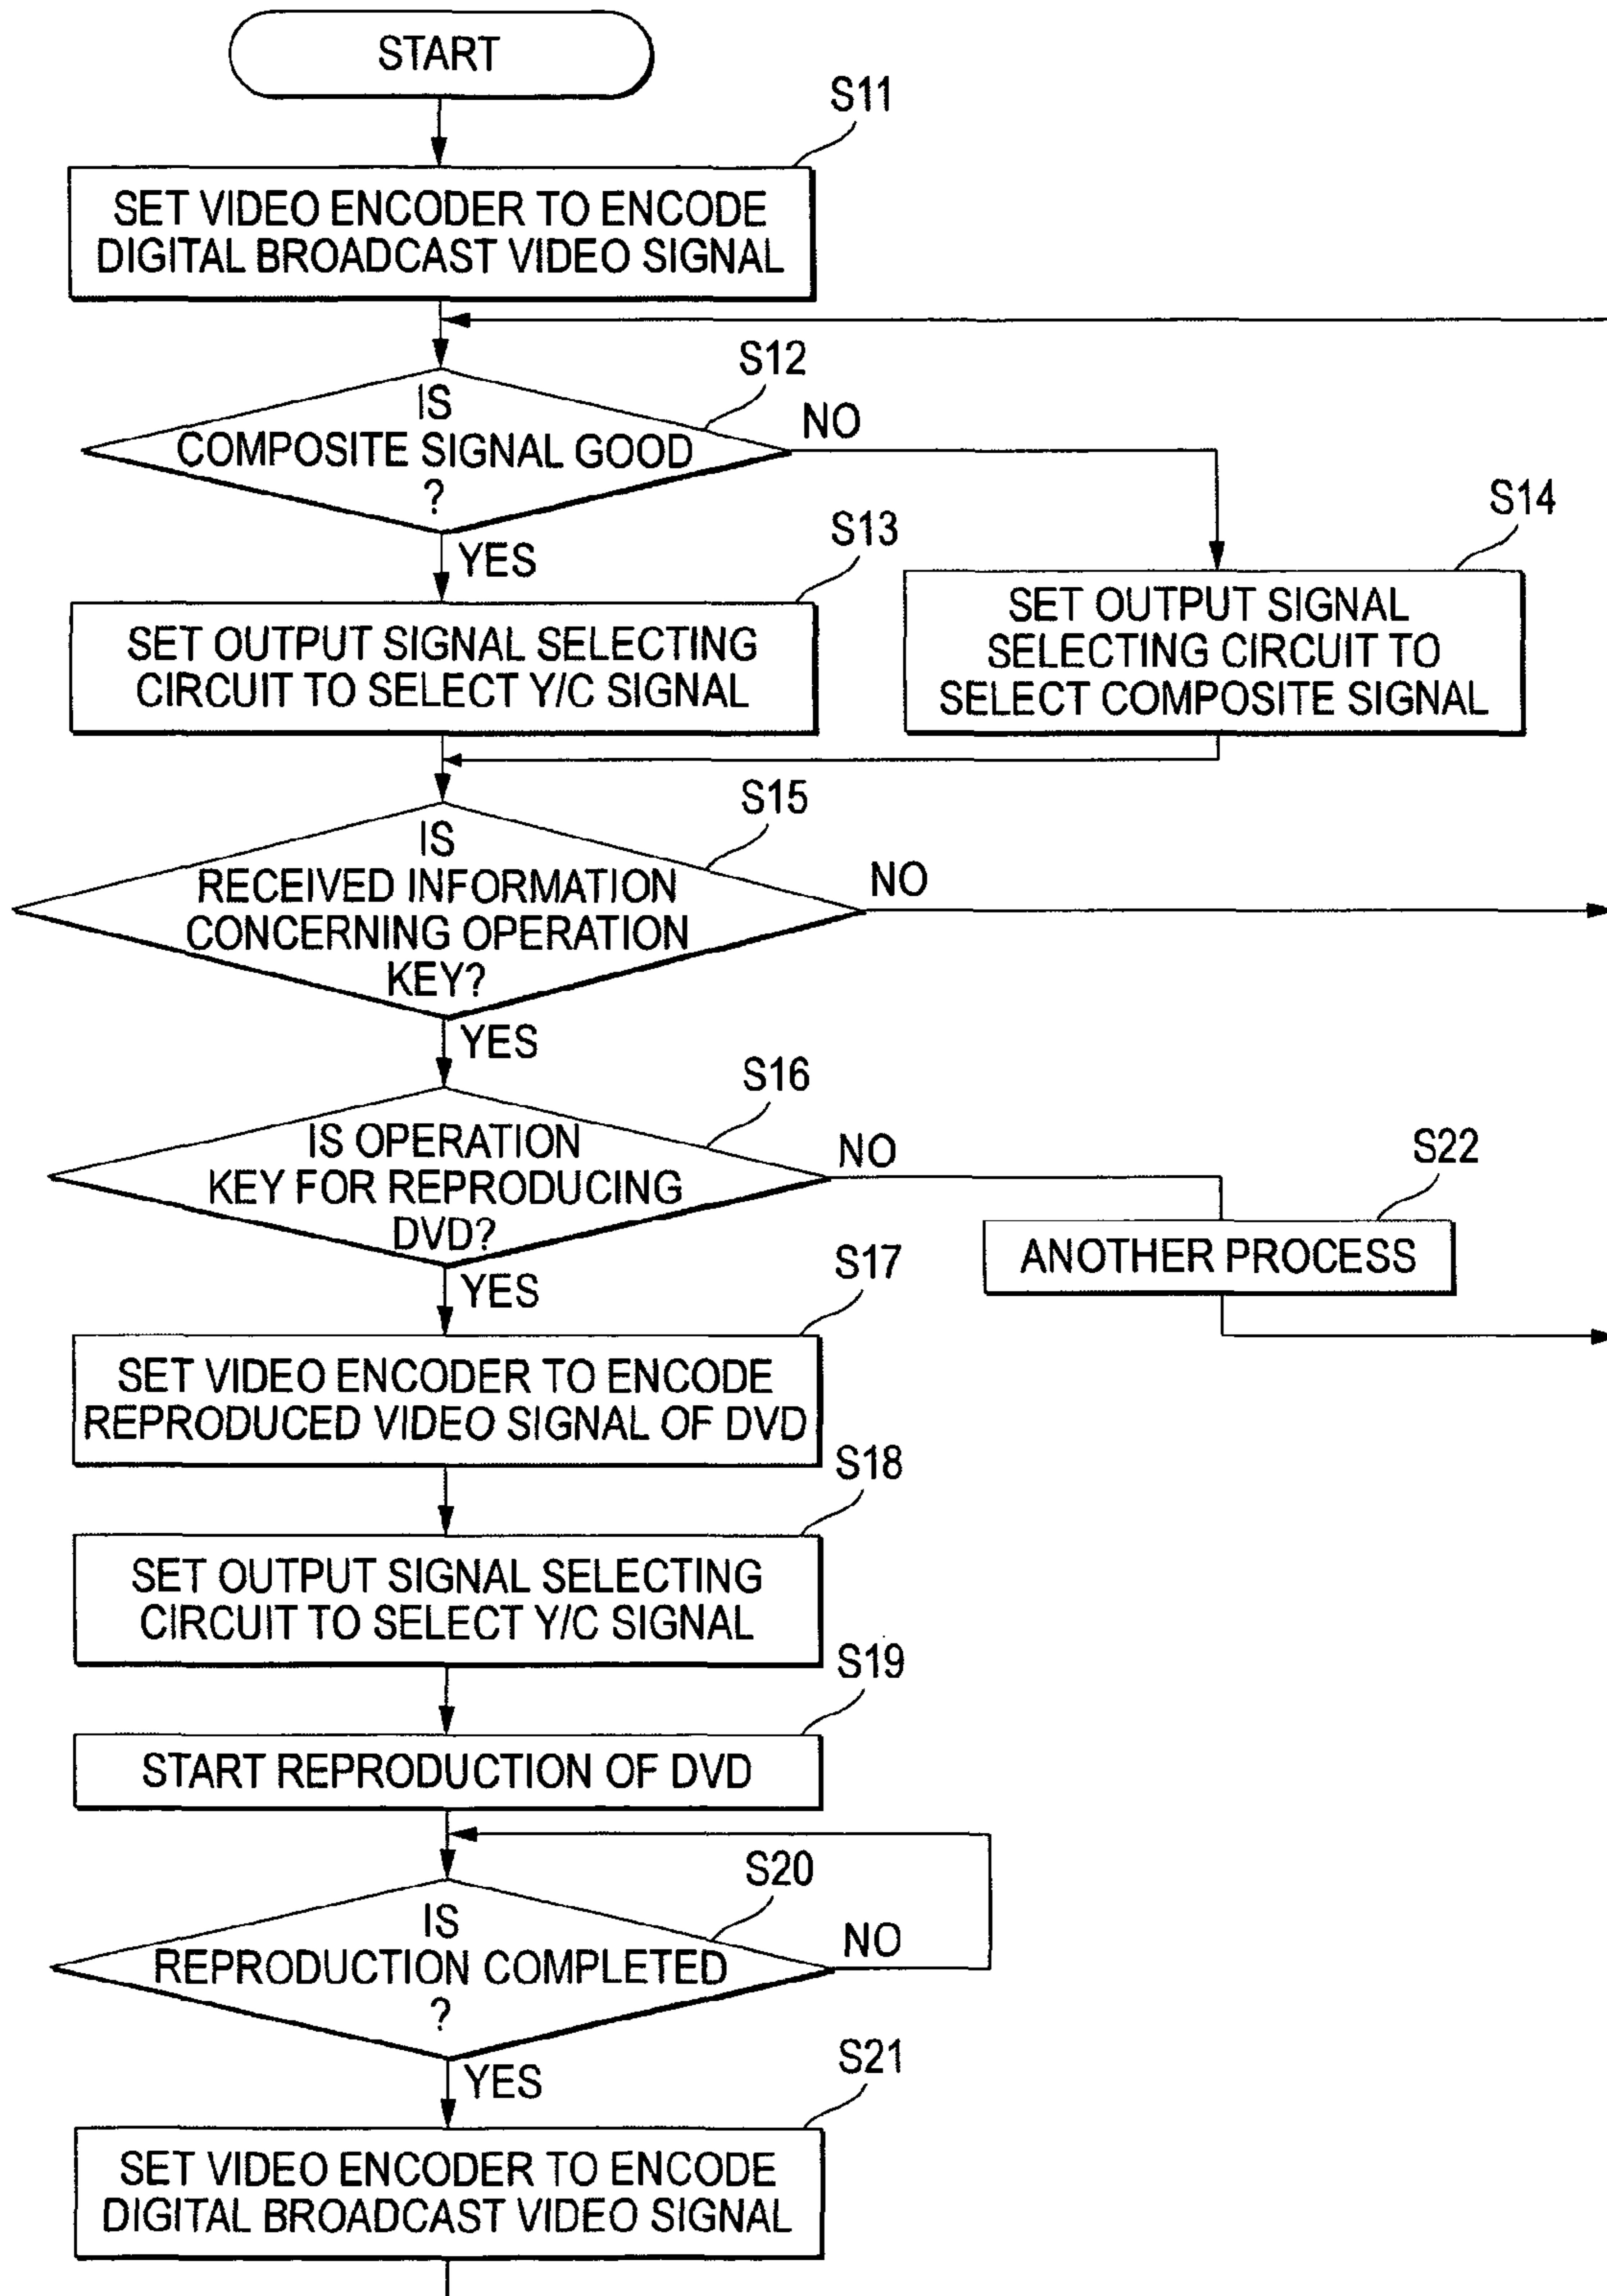 START
S11
SET VIDEO ENCODER TO ENCODE
DIGITAL BROADCAST VIDEO SIGNAL
S12
IS
COMPOSITE SIGNAL GOOD
?
NO
YES
S13
SET OUTPUT SIGNAL SELECTING
CIRCUIT TO SELECT Y/C SIGNAL
S14
SET OUTPUT SIGNAL
SELECTING CIRCUIT TO
SELECT COMPOSITE SIGNAL
S15
IS
RECEIVED INFORMATION
CONCERNING OPERATION
KEY?
NO
YES
S16
IS OPERATION
KEY FOR REPRODUCING
DVD?
NO
YES
S22
ANOTHER PROCESS
S17
SET VIDEO ENCODER TO ENCODE
REPRODUCED VIDEO SIGNAL OF DVD
S18
SET OUTPUT SIGNAL SELECTING
CIRCUIT TO SELECT Y/C SIGNAL
S19
START REPRODUCTION OF DVD
S20
IS
REPRODUCTION COMPLETED
?
NO
YES
S21
SET VIDEO ENCODER TO ENCODE
DIGITAL BROADCAST VIDEO SIGNAL